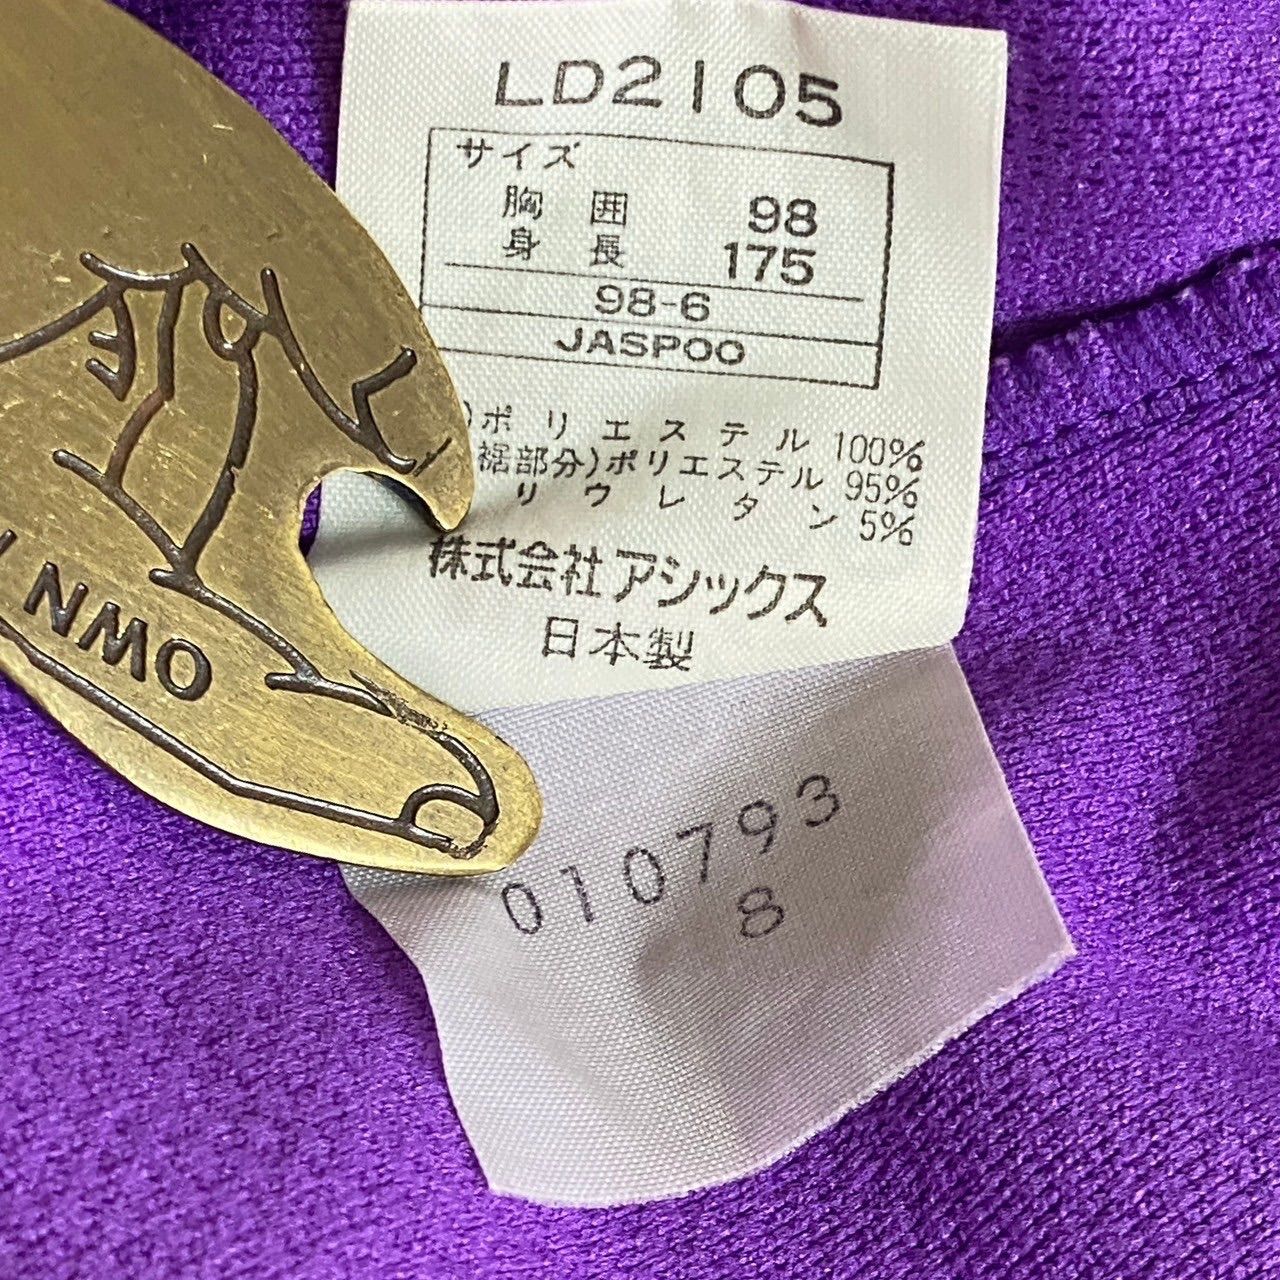 LD2105
サイズ
胸囲 98
身長 175
98-6
JASPOO
)ポリエステル 100%
裾部分)ポリエステル 95%
リウレタン 5%
株式会社アシックス
日本製
010793
8
NMO